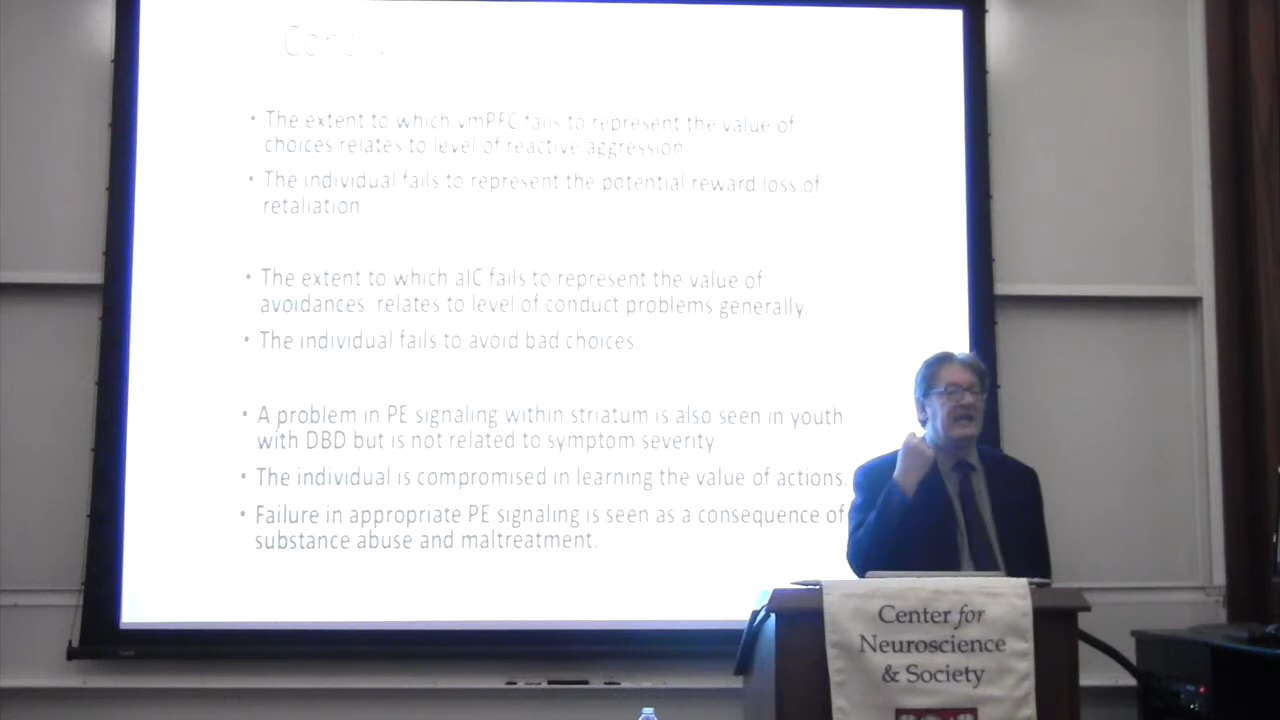 • The extent to which vmPFC fails to represent the value of
choices relates to level of reactive aggression
• The individual fails to represent the potential reward loss of
retaliation
• The extent to which aIC fails to represent the value of
avoidances relates to level of conduct problems generally.
• The individual fails to avoid bad choices.
• A problem in PE signaling within striatum is also seen in youth
with DBD but is not related to symptom severity
• The individual is compromised in learning the value of actions.
• Failure in appropriate PE signaling is seen as a consequence of
substance abuse and maltreatment.
Center for
Neuroscience
& Society